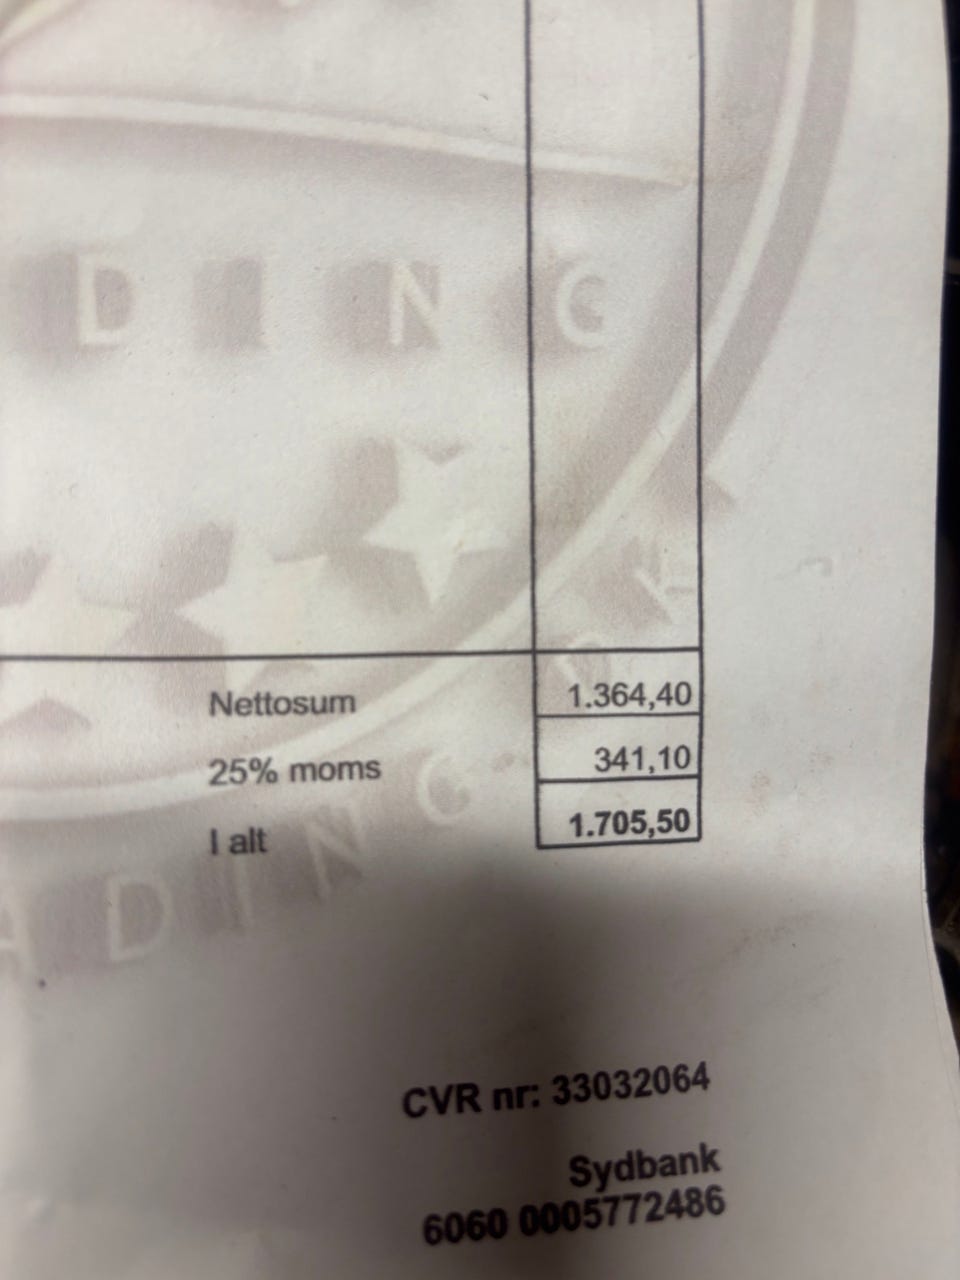 DING
Nettosum 1.364,40
25% moms 341,10
I alt 1.705,50
ADING
CVR nr: 33032064
Sydbank
6060 0005772486